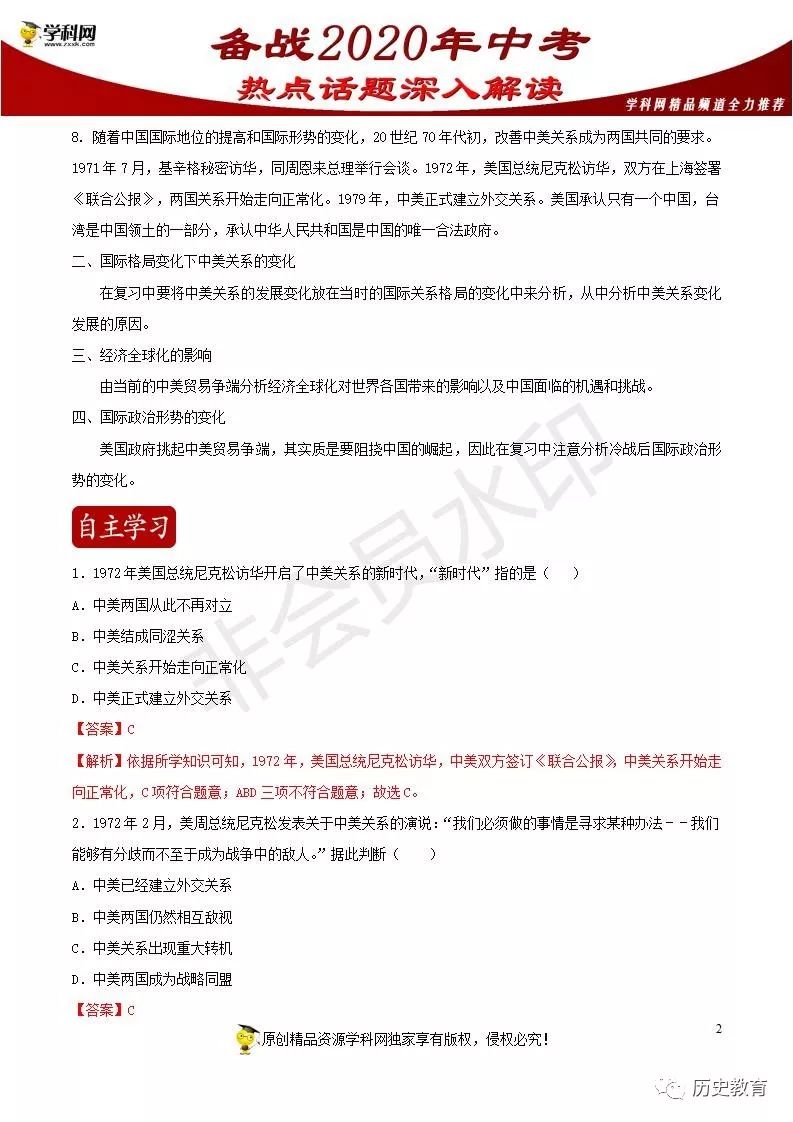 学科网
www.zxxk.com
备战2020年中考
热点话题深入解读
学科网精品频道全力推荐
8．随着中国国际地位的提高和国际形势的变化，20世纪70年代初，改善中美关系成为两国共同的要求。
1971年7月，基辛格秘密访华，同周恩来总理举行会谈。1972年，美国总统尼克松访华，双方在上海签署
《联合公报》，两国关系开始走向正常化。1979年，中美正式建立外交关系。美国承认只有一个中国，台
湾是中国领土的一部分，承认中华人民共和国是中国的唯一合法政府。
二、国际格局变化下中美关系的变化
在复习中要将中美关系的发展变化放在当时的国际关系格局的变化中来分析，从中分析中美关系变化
发展的原因。
三、经济全球化的影响
由当前的中美贸易争端分析经济全球化对世界各国带来的影响以及中国面临的机遇和挑战。
四、国际政治形势的变化
美国政府挑起中美贸易争端，其实质是要阻挠中国的崛起，因此在复习中注意分析冷战后国际政治形
势的变化。
自主学习
1．1972年美国总统尼克松访华开启了中美关系的新时代，“新时代”指的是（　　）
A．中美两国从此不再对立
B．中美结成同涩关系
C．中美关系开始走向正常化
D．中美正式建立外交关系
【答案】C
【解析】依据所学知识可知，1972年，美国总统尼克松访华，中美双方签订《联合公报》，中美关系开始走
向正常化，C项符合题意；ABD三项不符合题意；故选C。
2．1972年2月，美周总统尼克松发表关于中美关系的演说：“我们必须做的事情是寻求某种办法－－我们
能够有分歧而不至于成为战争中的敌人。”据此判断（　　）
A．中美已经建立外交关系
B．中美两国仍然相互敌视
C．中美关系出现重大转机
D．中美两国成为战略同盟
【答案】C
非会员水印
2
原创精品资源学科网独家享有版权，侵权必究！
历史教育